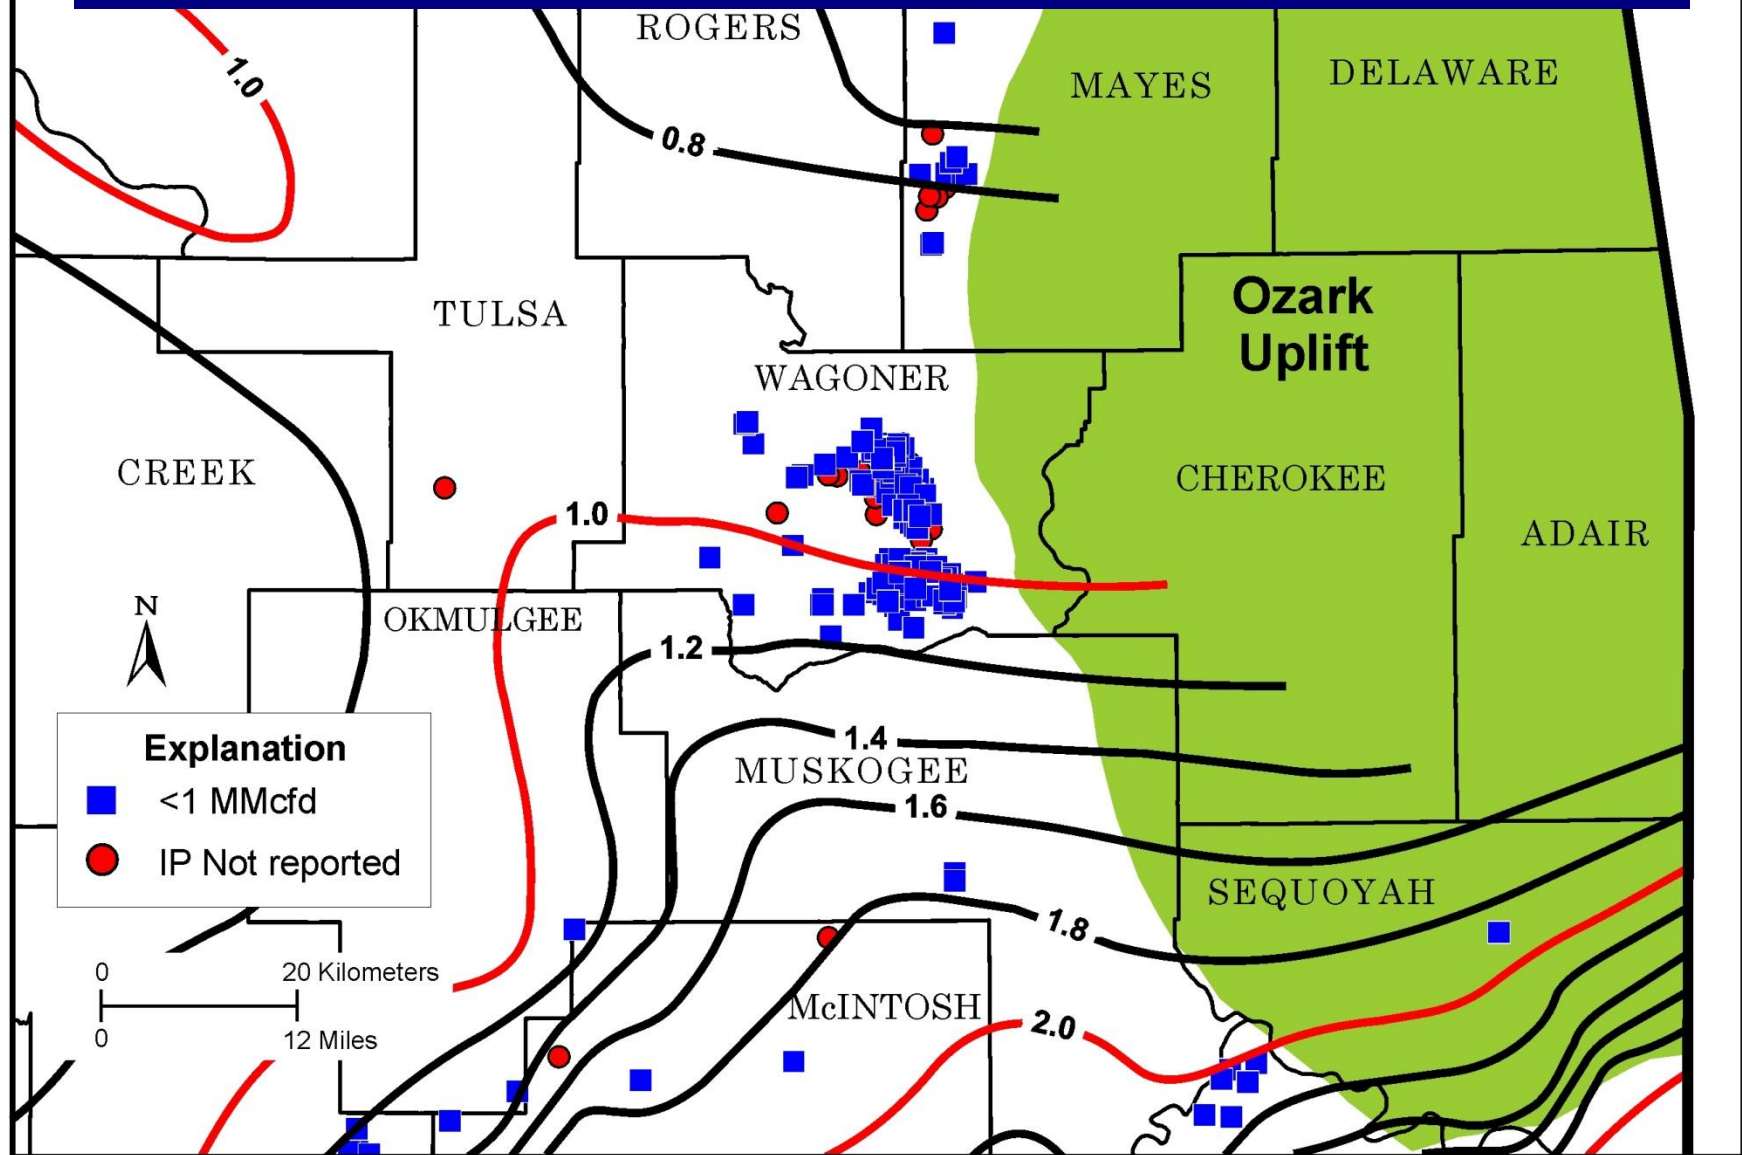 ROGERS
MAYES
DELAWARE
1.0
0.8
TULSA
Ozark
Uplift
WAGONER
CREEK
CHEROKEE
ADAIR
1.0
N
OKMULGEE
1.2
Explanation
<1 MMcfd
IP Not reported
1.4
MUSKOGEE
1.6
SEQUOYAH
1.8
0 20 Kilometers
0 12 Miles
McINTOSH
2.0